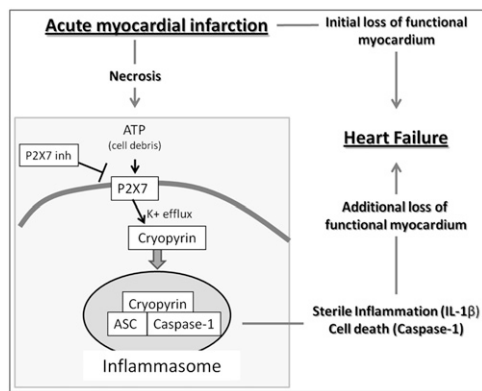 Acute myocardial infarction
Initial loss of functional
myocardium
Necrosis
ATP
(cell debris)
P2X7 inh
P2X7
K+ efflux
Cryopyrin
Cryopyrin
ASC
Caspase-1
Inflammasome
Heart Failure
Additional loss of
functional myocardium
Sterile Inflammation (IL-1β)
Cell death (Caspase-1)